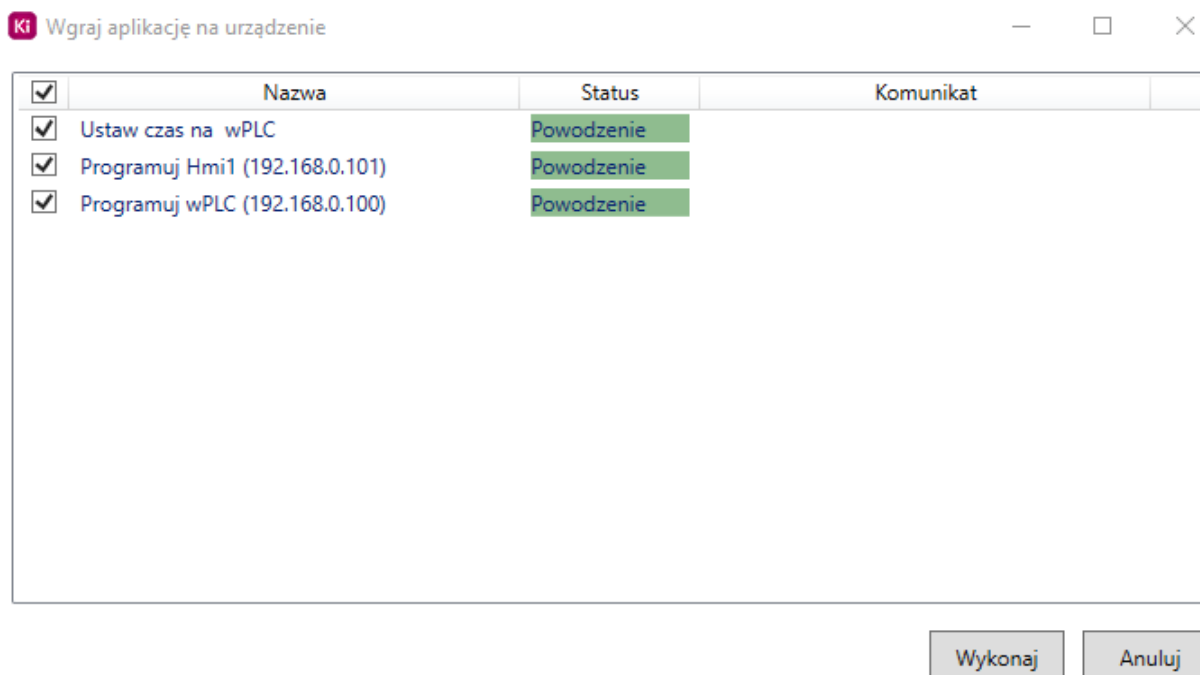 Ki Wgraj aplikację na urządzenie
Nazwa Status Komunikat
Ustaw czas na  wPLC Powodzenie
Programuj Hmi1 (192.168.0.101) Powodzenie
Programuj wPLC (192.168.0.100) Powodzenie
Wykonaj Anuluj